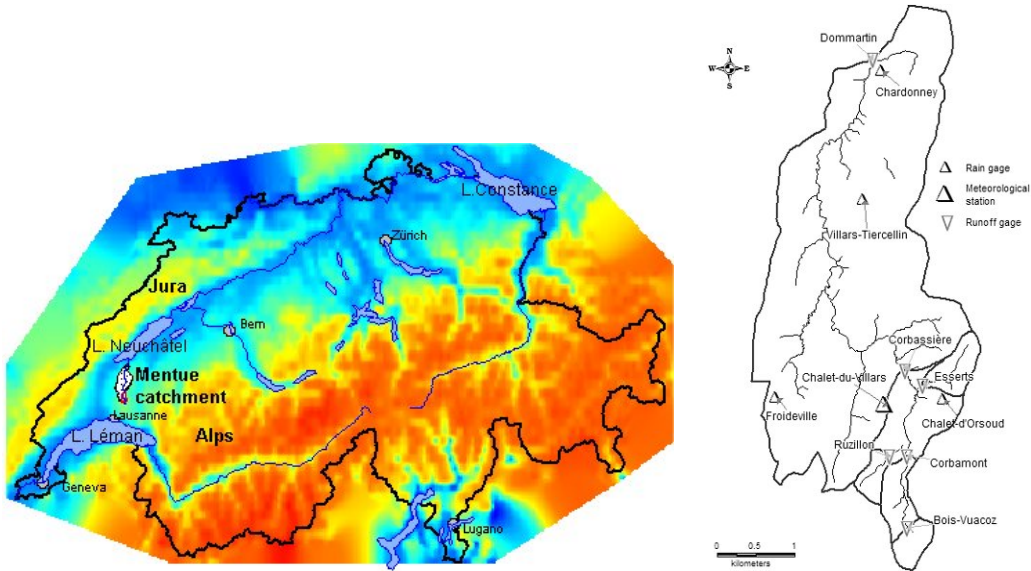 L.Constance
Zürich
Jura
Bern
L. Neuchâtel
Mentue
catchment
Lausanne
L. Léman
Alps
Geneva
Lugano
Dommartin
N
W E
S
Chardonney
Rain gage
Meteorological
station
Runoff gage
Villars-Tiercellin
Corbassière
Chalet-du-Villars
Esserts
Froideville
Chalet-d'Orsoud
Ruzillon
Corbamont
Bois-Vuacoz
0 0.5 1
kilometers